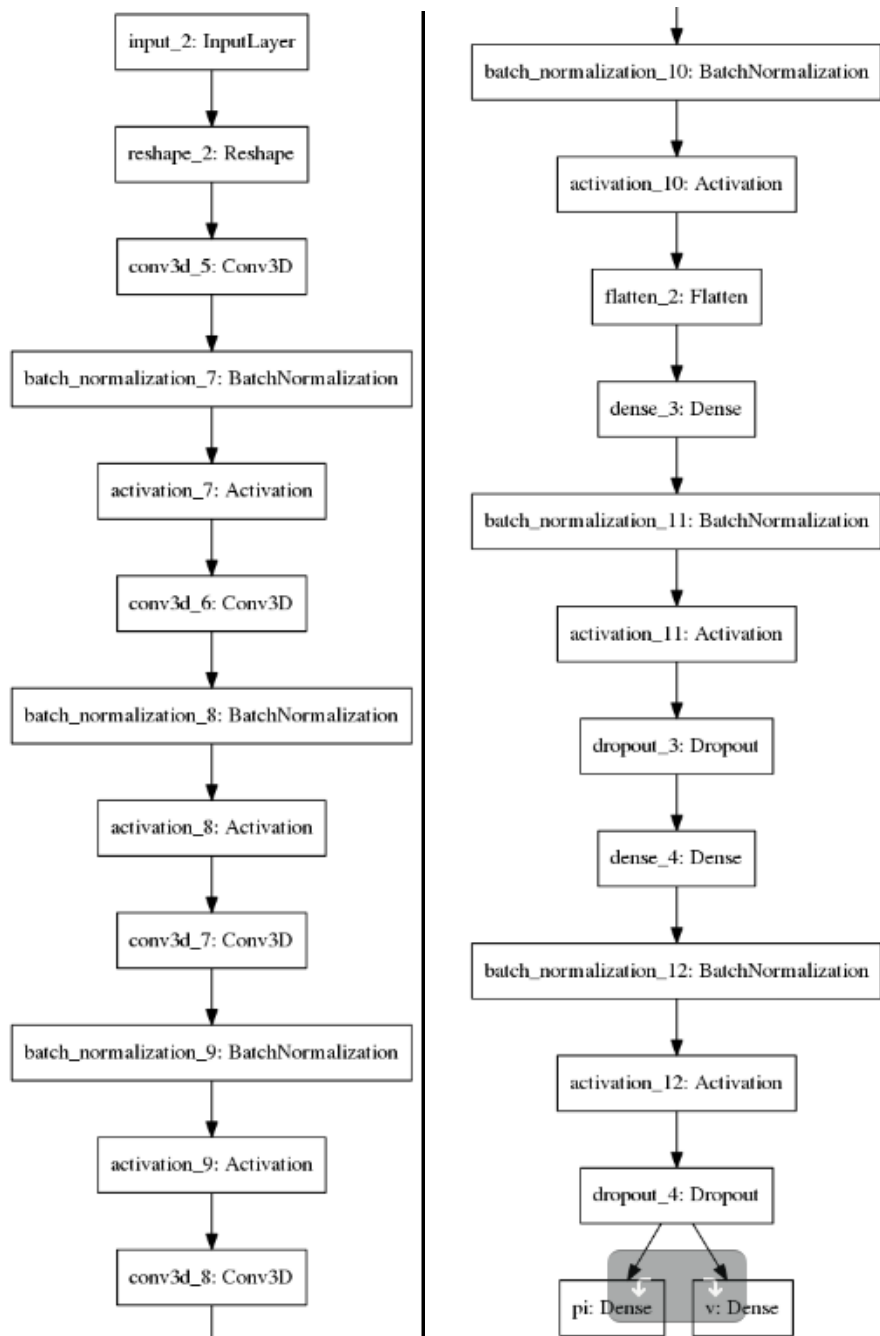 input_2: InputLayer
reshape_2: Reshape
conv3d_5: Conv3D
batch_normalization_7: BatchNormalization
activation_7: Activation
conv3d_6: Conv3D
batch_normalization_8: BatchNormalization
activation_8: Activation
conv3d_7: Conv3D
batch_normalization_9: BatchNormalization
activation_9: Activation
conv3d_8: Conv3D
batch_normalization_10: BatchNormalization
activation_10: Activation
flatten_2: Flatten
dense_3: Dense
batch_normalization_11: BatchNormalization
activation_11: Activation
dropout_3: Dropout
dense_4: Dense
batch_normalization_12: BatchNormalization
activation_12: Activation
dropout_4: Dropout
pi: Dense
v: Dense